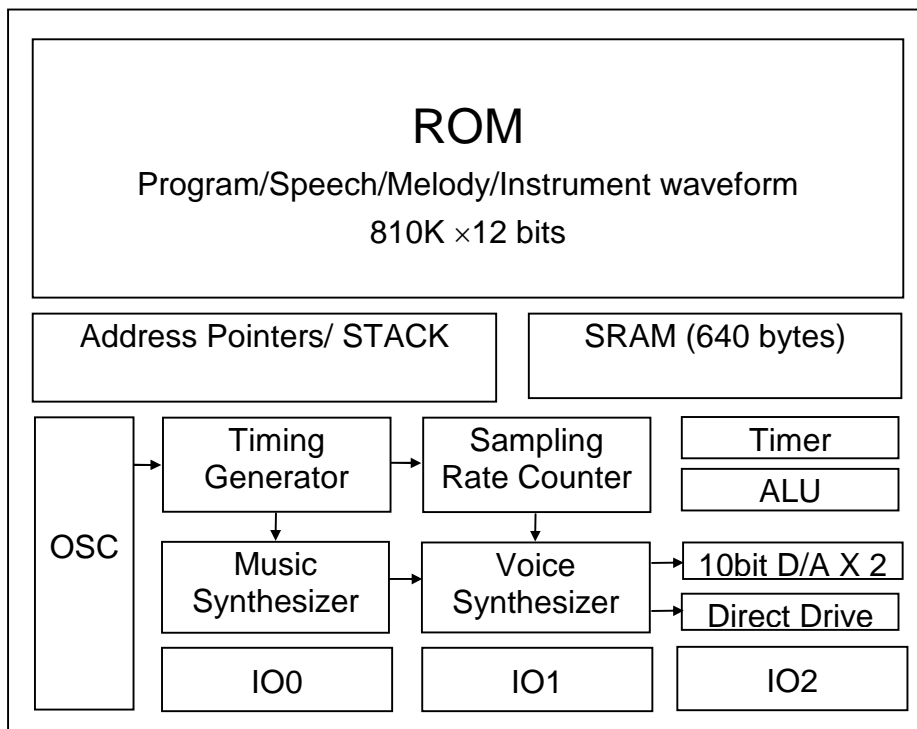 ROM
Program/Speech/Melody/Instrument waveform
810K ×12 bits
Address Pointers/ STACK
SRAM (640 bytes)
OSC
Timing
Generator
Sampling
Rate Counter
Timer
ALU
Music
Synthesizer
Voice
Synthesizer
10bit D/A X 2
Direct Drive
IO0
IO1
IO2